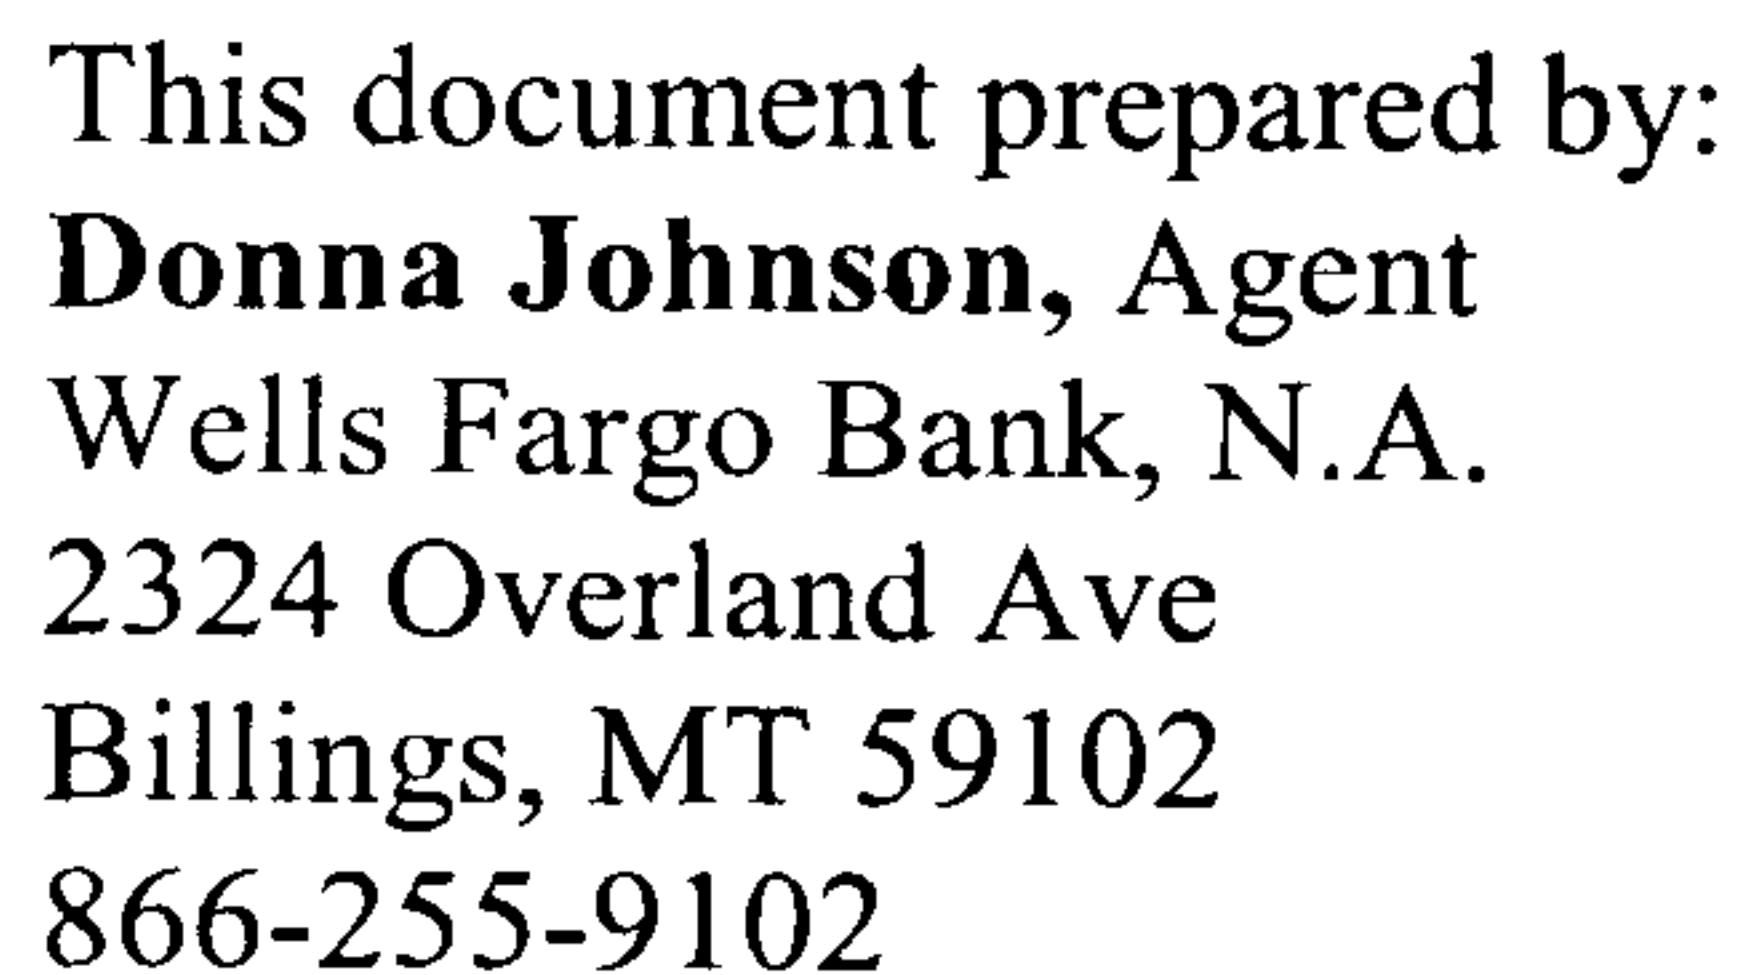 This document prepared by:
Donna Johnson, Agent
Wells Fargo Bank, N.A.
2324 Overland Ave
Billings, MT 59102
866-255-9102